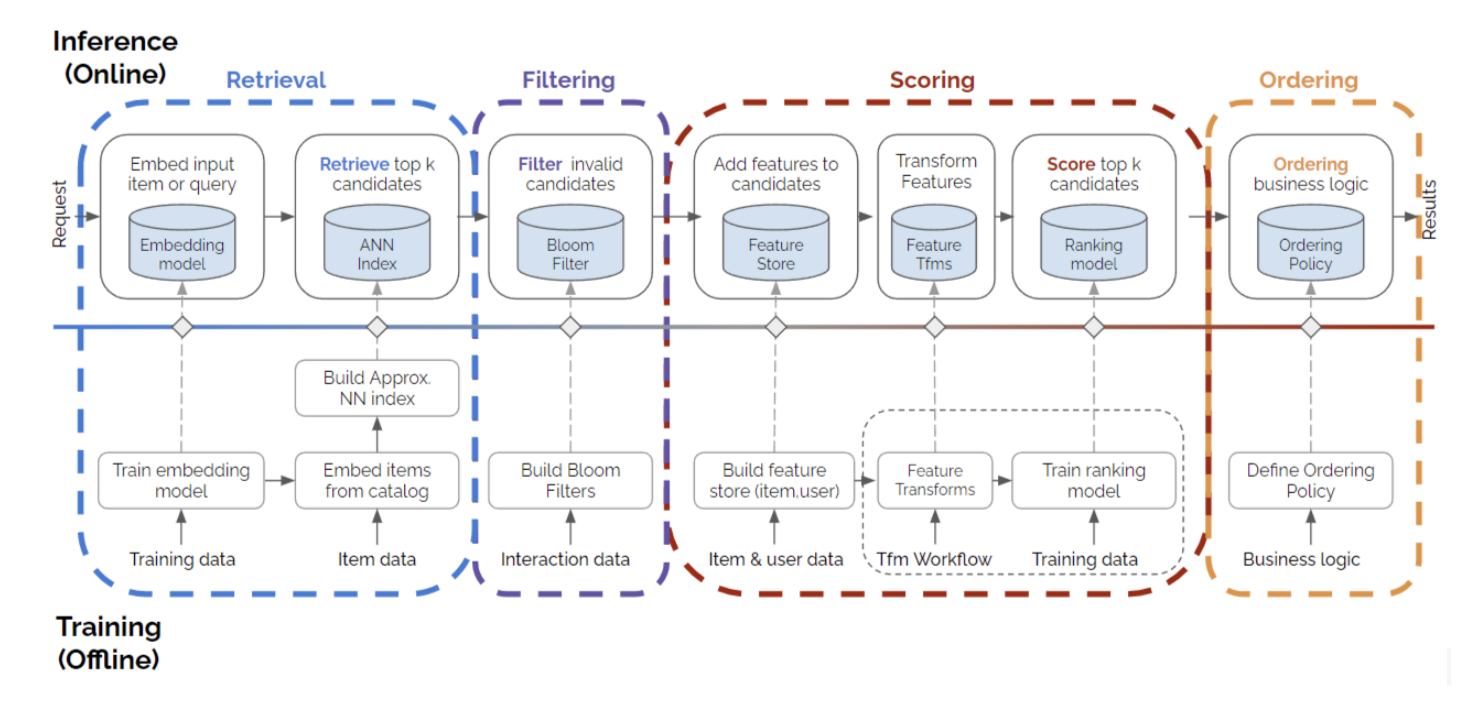 Inference
(Online)
Retrieval
Filtering
Scoring
Ordering
Request
Embed input
item or query
Embedding
model
Retrieve top k
candidates
ANN
Index
Filter invalid
candidates
Bloom
Filter
Add features to
candidates
Feature
Store
Transform
Features
Feature
Tfms
Score top k
candidates
Ranking
model
Ordering
business logic
Ordering
Policy
Results
Build Approx.
NN index
Train embedding
model
Embed items
from catalog
Build Bloom
Filters
Build feature
store (item,user)
Feature
Transforms
Train ranking
model
Define Ordering
Policy
Training data
Item data
Interaction data
Item & user data
Tfm Workflow
Training data
Business logic
Training
(Offline)